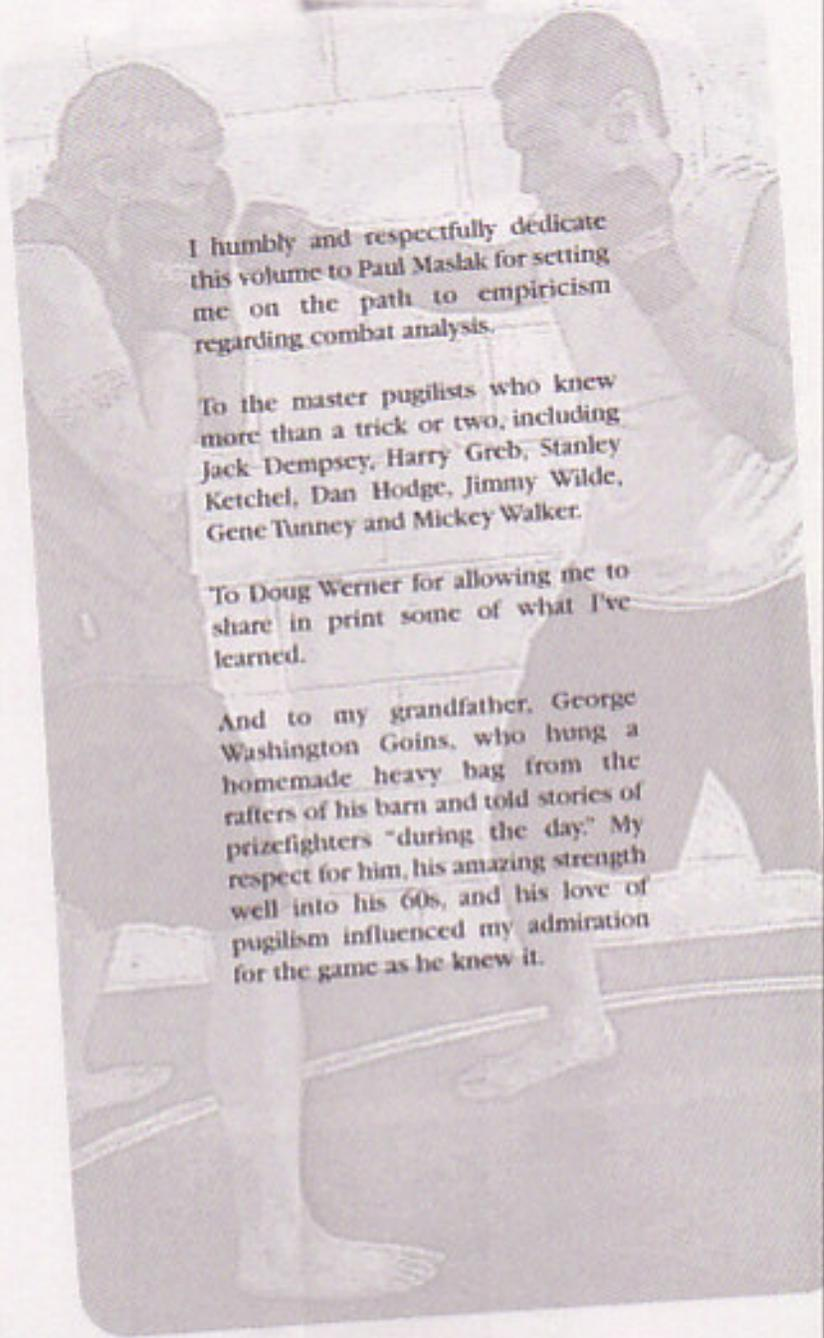 I humbly and respectfully dedicate
this volume to Paul Maslak for setting
me on the path to empiricism
regarding combat analysis.
To the master pugilists who knew
more than a trick or two, including
Jack Dempsey, Harry Greb, Stanley
Ketchel, Dan Hodge, Jimmy Wilde,
Gene Tunney and Mickey Walker.
To Doug Werner for allowing me to
share in print some of what I've
learned.
And to my grandfather, George
Washington Goins, who hung a
homemade heavy bag from the
rafters of his barn and told stories of
prizefighters "during the day." My
respect for him, his amazing strength
well into his 60s, and his love of
pugilism influenced my admiration
for the game as he knew it.